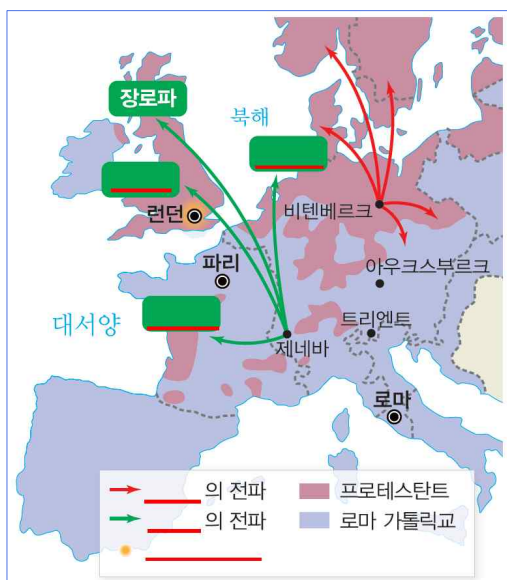 장로파
북해
런던
비텐베르크
파리
아우크스부르크
대서양
트리엔트
제네바
로마
의 전파
프로테스탄트
의 전파
로마 가톨릭교